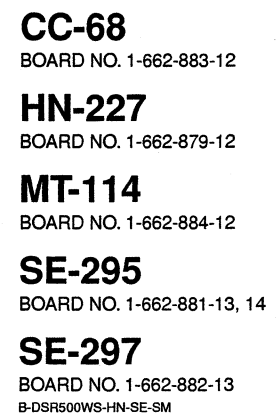 CC-68
BOARD NO. 1-662-883-12
HN-227
BOARD NO. 1-662-879-12
MT-114
BOARD NO. 1-662-884-12
SE-295
BOARD NO. 1-662-881-13, 14
SE-297
BOARD NO. 1-662-882-13
B-DSR500WS-HN-SE-SM